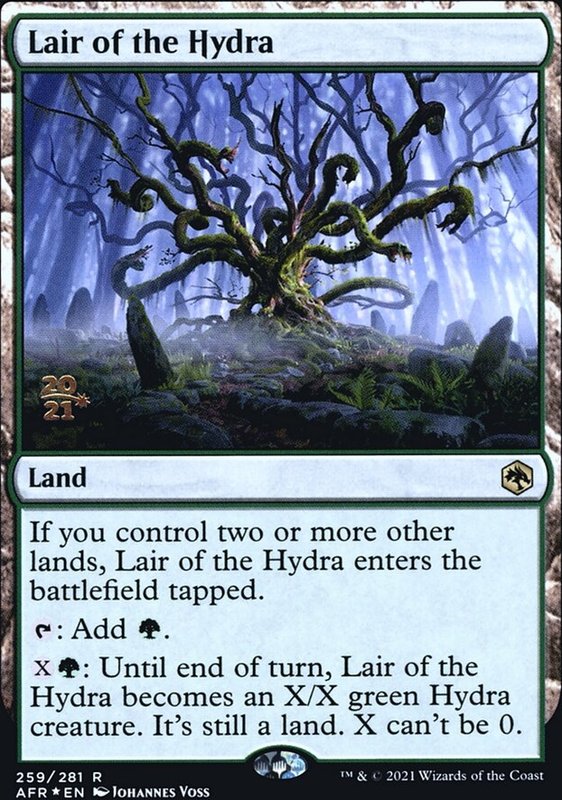 Lair of the Hydra
20
21
Land
If you control two or more other
lands, Lair of the Hydra enters the
battlefield tapped.
: Add .
X: Until end of turn, Lair of the
Hydra becomes an X/X green Hydra
creature. It's still a land. X can't be 0.
259/281 R
™ & © 2021 Wizards of the Coast
AFR★EN Johannes Voss